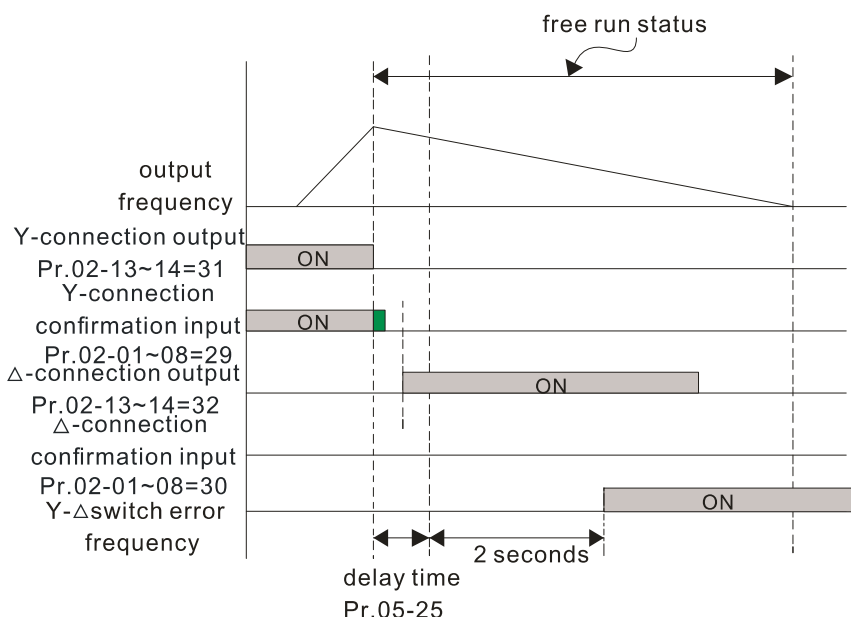 free run status
output
frequency
Y-connection output
ON
Pr.02-13~14=31
Y-connection
confirmation input
ON
Pr.02-01~08=29
△-connection output
ON
Pr.02-13~14=32
△-connection
confirmation input
Pr.02-01~08=30
ON
Y-△switch error
frequency
2 seconds
delay time
Pr.05-25